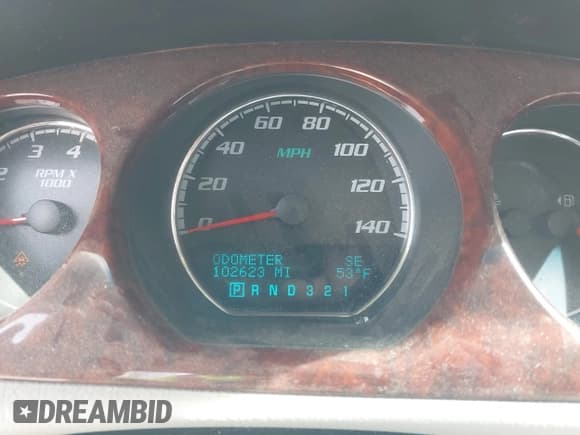 60 80
3 4 40 100
2 RPM X MPH
1000 20 120
0 140
ODOMETER SE
102623 MI 53°F
P R N D 3 2 1
DREAMBID